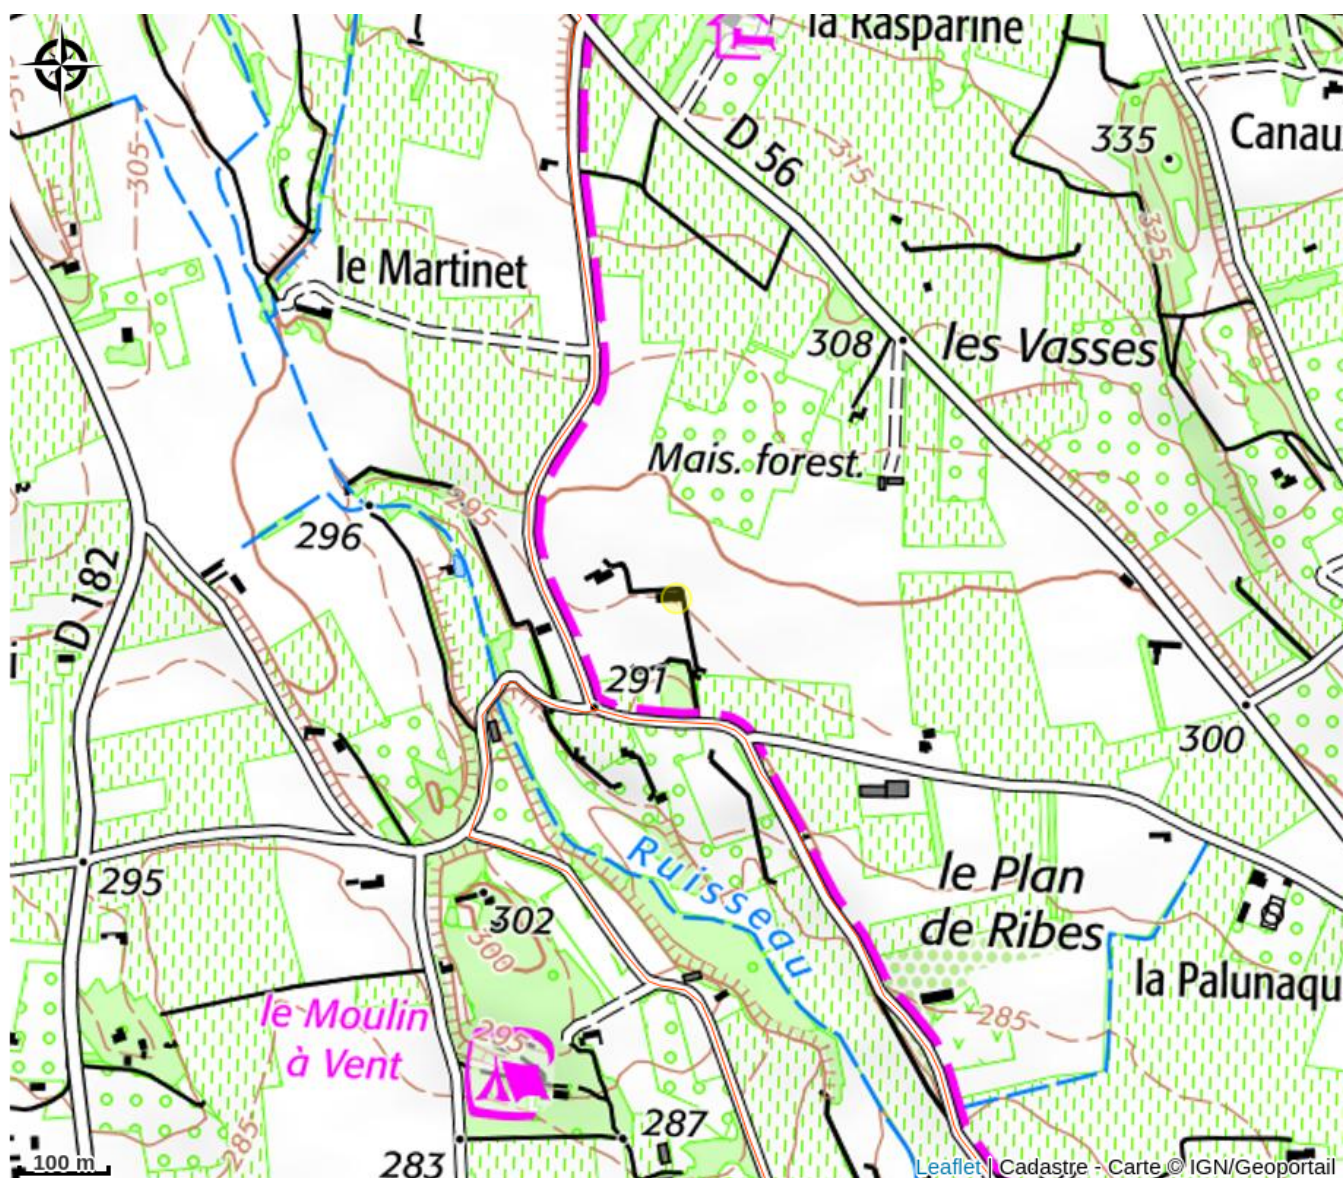 la Rasparine
D 56
335
Canau
305
315
325
le Martinet
308
les Vasses
Mais. forest.
295
296
D 182
291
300
295
Ruisseau
le Plan
de Ribes
302
300
la Palunaqu
le Moulin
à Vent
295
285
287
285
283
100 m
Leaflet | Cadastre - Carte © IGN/Geoportail